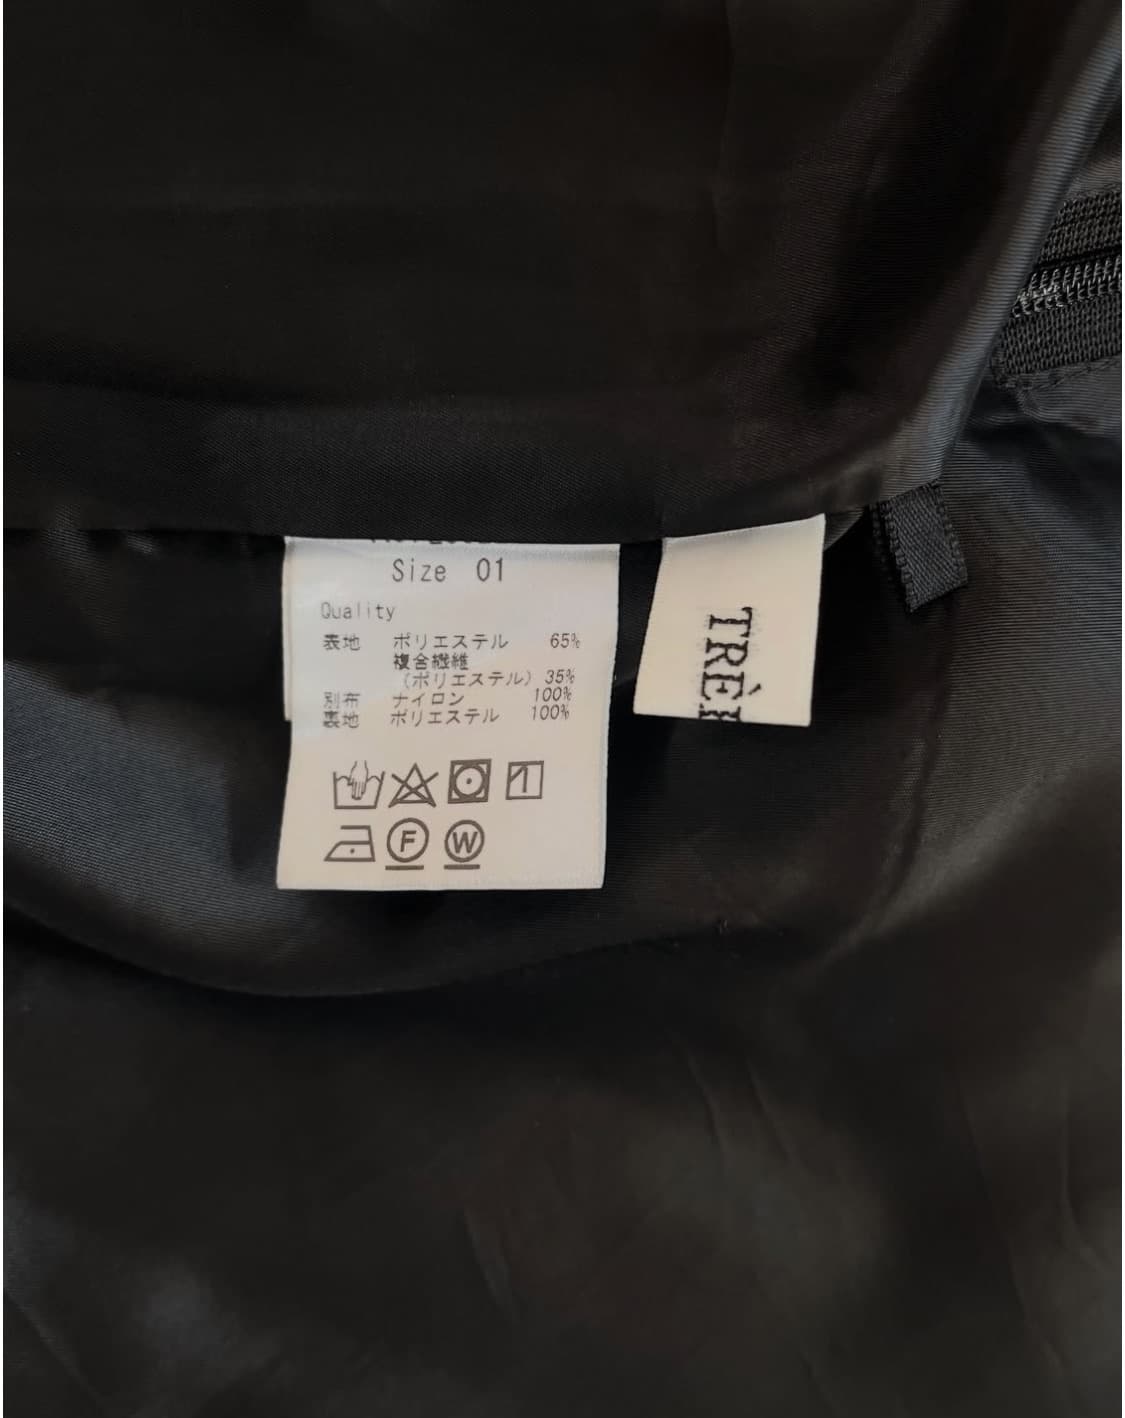 Size 01
Quality
表地 ポリエステル 65%
複合繊維
(ポリエステル) 35%
別布 ナイロン 100%
裏地 ポリエステル 100%
F W
TRÈ